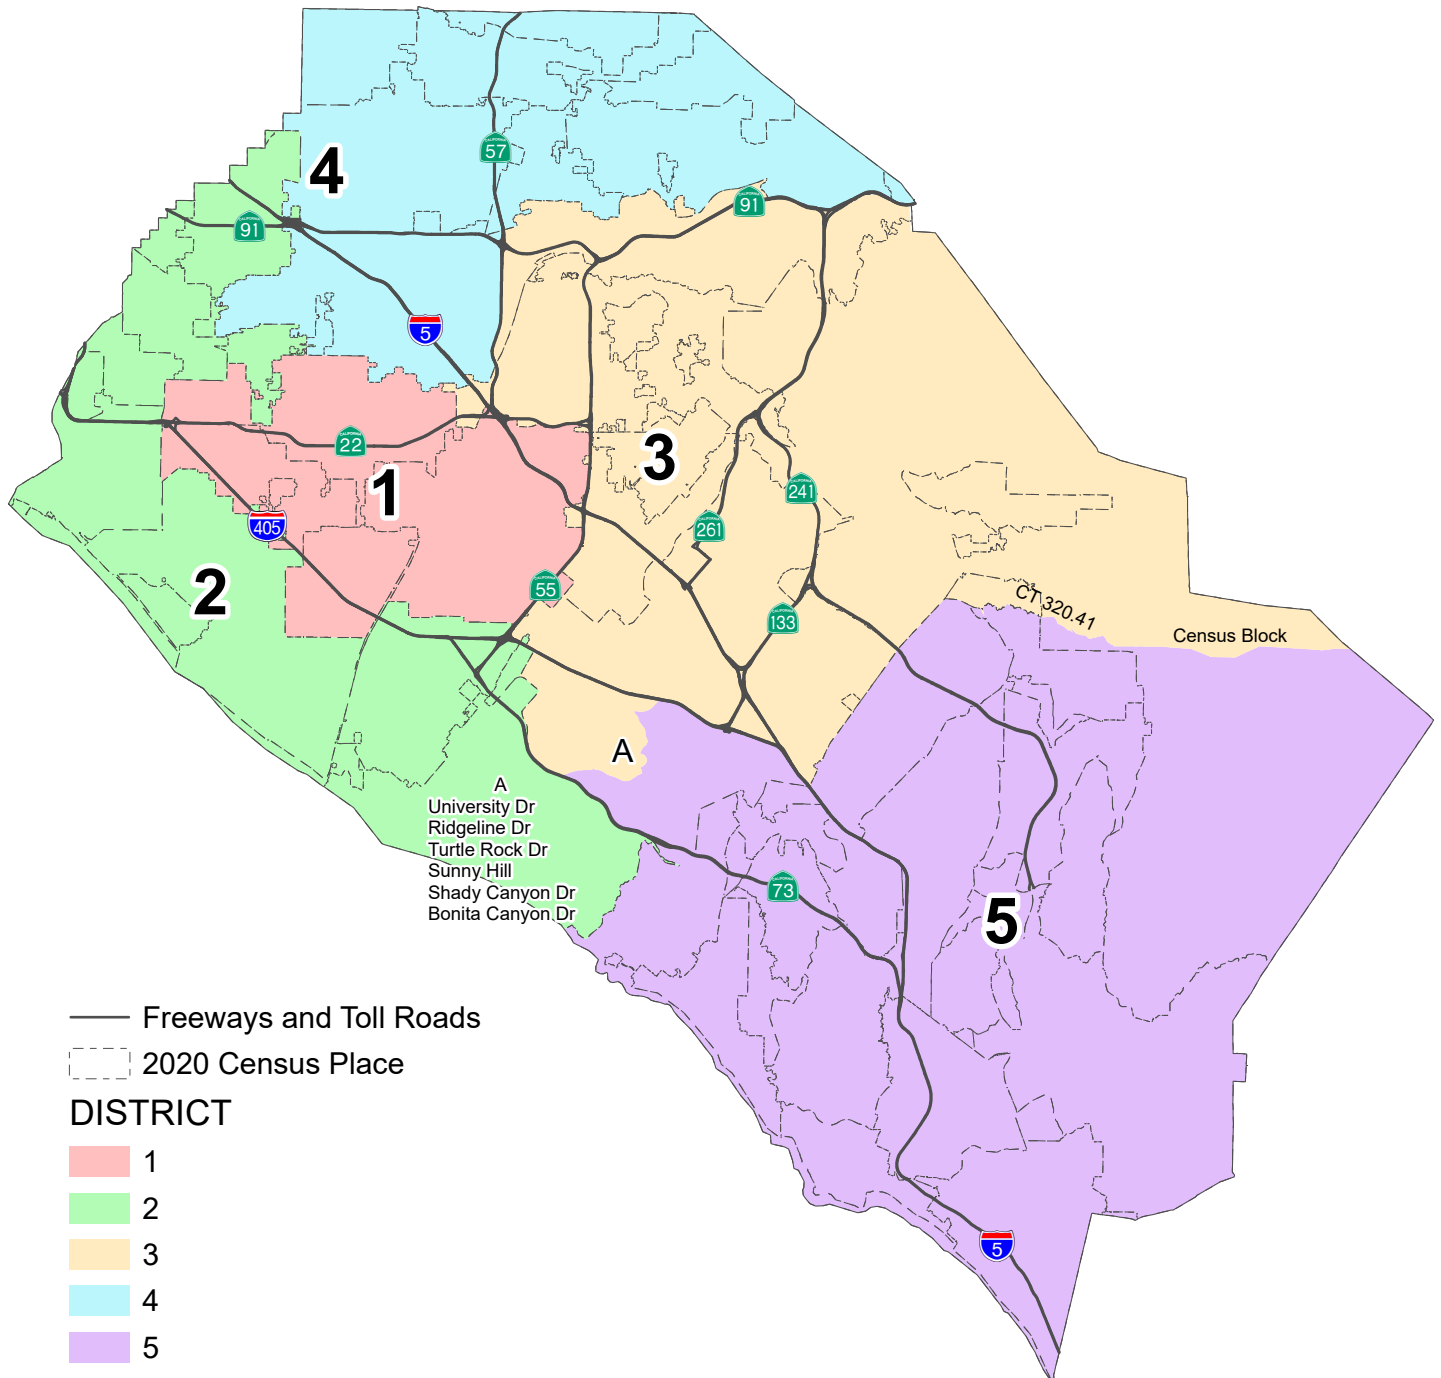 57
4
91
91
5
22
3
1
241
405
261
2
55
133
CT 320.41
Census Block
A
A
University Dr
Ridgeline Dr
Turtle Rock Dr
Sunny Hill
Shady Canyon Dr
Bonita Canyon Dr
73
5
Freeways and Toll Roads
2020 Census Place
DISTRICT
1
2
3
4
5
5